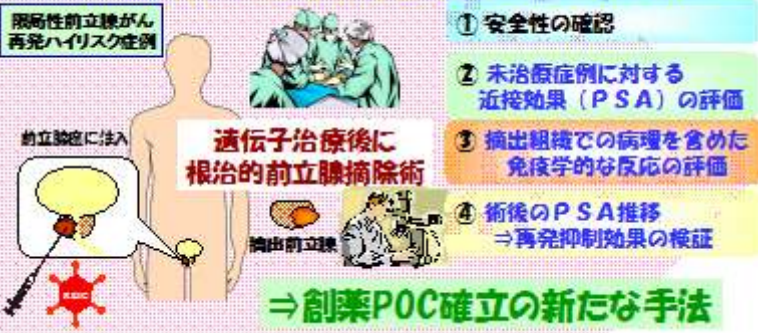 限局性前立腺がん
再発ハイリスク症例
前立腺癌に注入
REIC
遺伝子治療後に
根治的前立腺摘除術
摘出前立腺
① 安全性の確認
② 未治療症例に対する
近接効果（PSA）の評価
③ 摘出組織での病理を含めた
免疫学的な反応の評価
④ 術後のPSA推移
⇒再発抑制効果の検証
⇒創薬POC確立の新たな手法